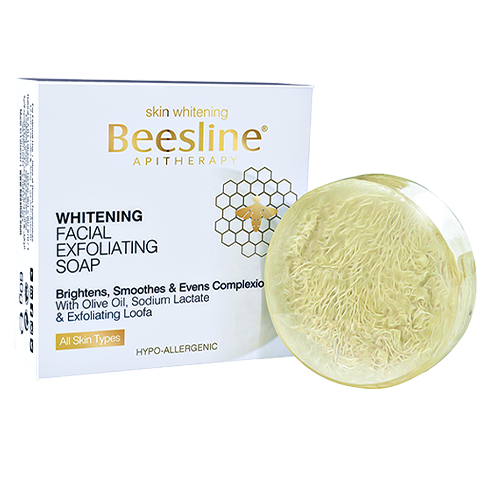 skin whitening
Beesline®
APITHERAPY
WHITENING
FACIAL
EXFOLIATING
SOAP
Brightens, Smoothes & Evens Complexio
With Olive Oil, Sodium Lactate
& Exfoliating Loofa
All Skin Types
HYPO-ALLERGENIC